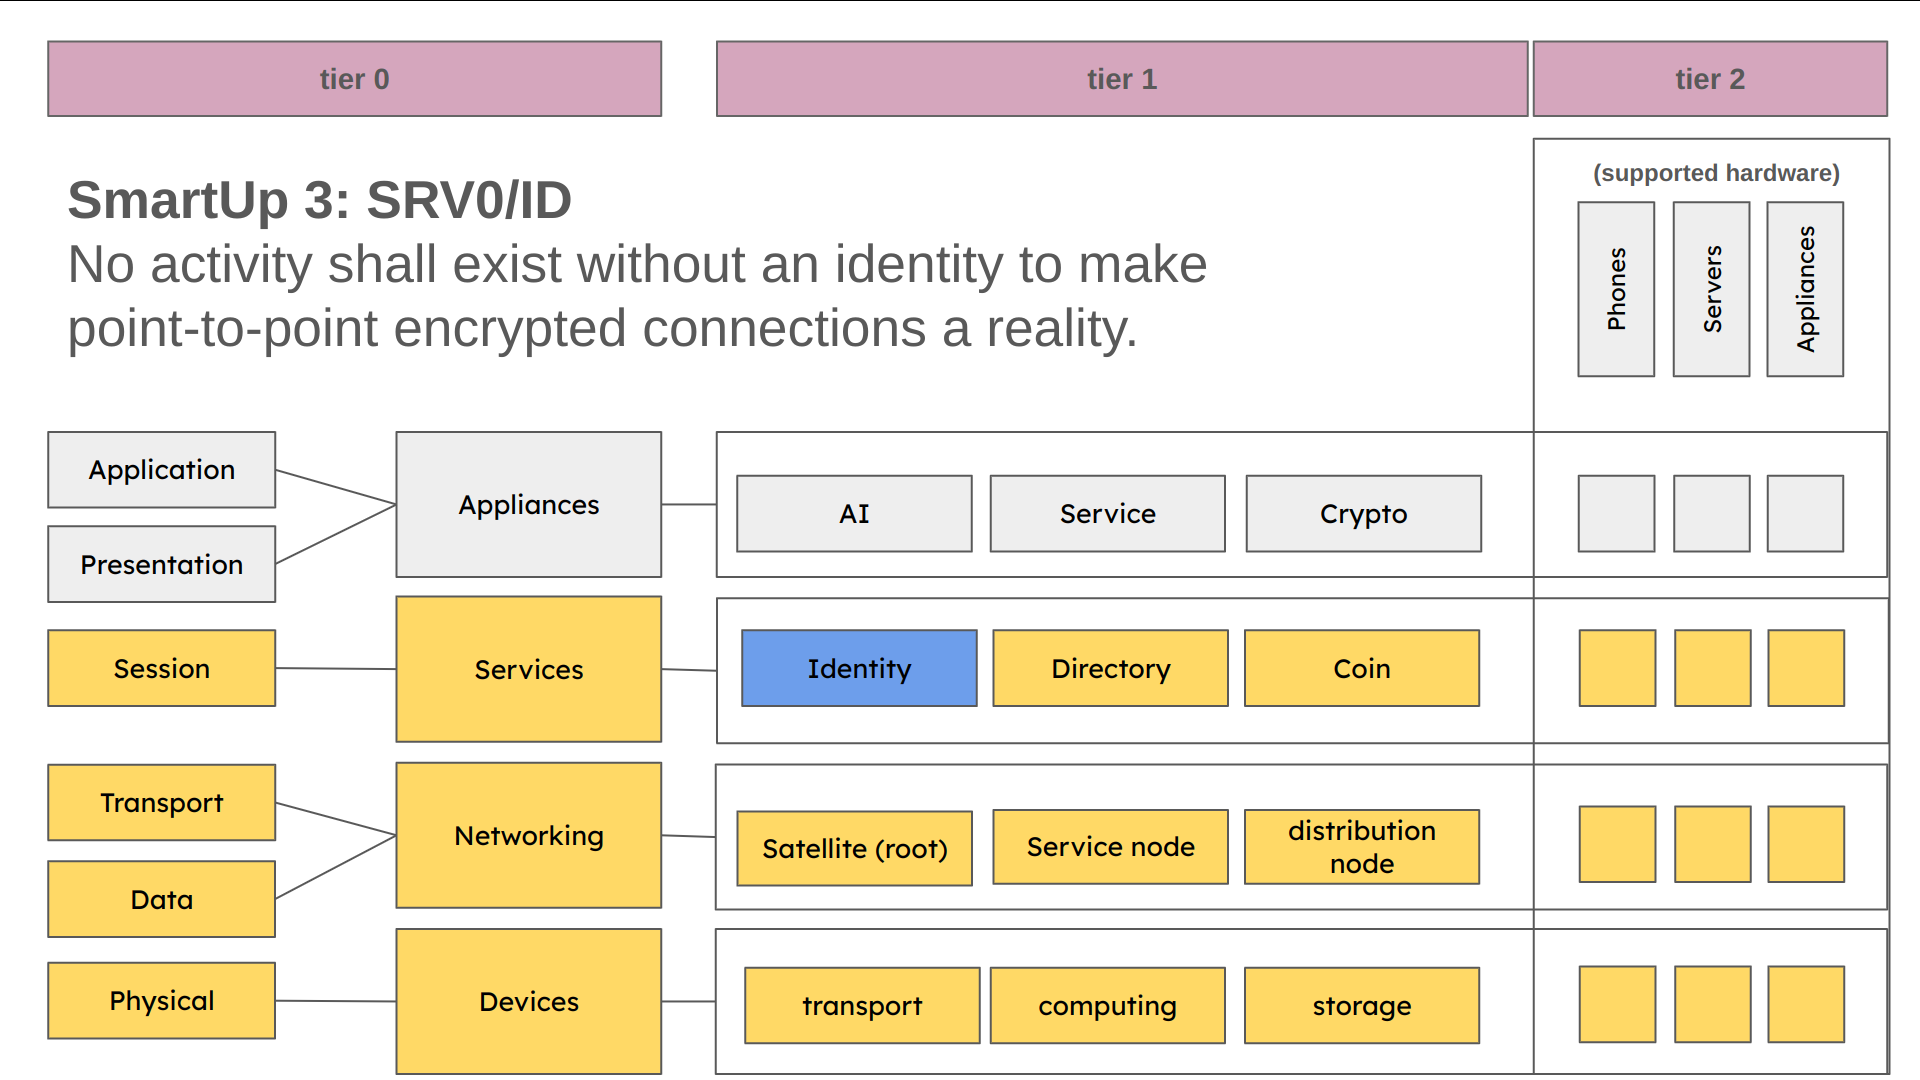 tier 0
tier 1
tier 2
SmartUp 3: SRV0/ID
No activity shall exist without an identity to make
point-to-point encrypted connections a reality.
(supported hardware)
Phones
Servers
Appliances
Application
Presentation
Appliances
AI
Service
Crypto
Session
Services
Identity
Directory
Coin
Transport
Data
Networking
Satellite (root)
Service node
distribution
node
Physical
Devices
transport
computing
storage